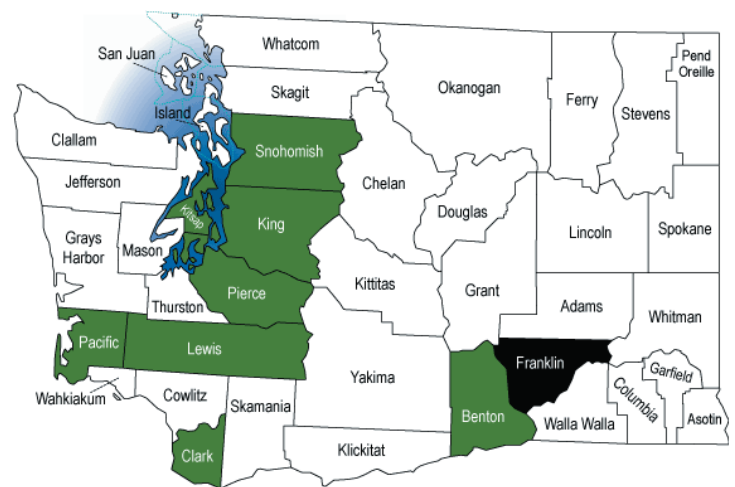 Whatcom
San Juan
Pend
Oreille
Skagit
Okanogan
Ferry
Stevens
Island
Clallam
Snohomish
Jefferson
Chelan
Kitsap
King
Douglas
Lincoln
Spokane
Grays
Harbor
Mason
Kittitas
Grant
Pierce
Thurston
Adams
Whitman
Pacific
Lewis
Franklin
Yakima
Garfield
Wahkiakum
Cowlitz
Skamania
Columbia
Benton
Walla Walla
Asotin
Klickitat
Clark